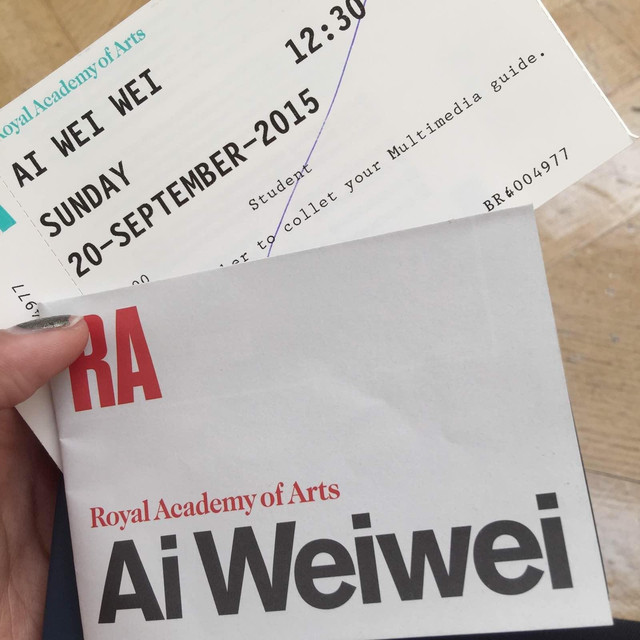 Royal Academy of Arts
AI WEI WEI
12:30
SUNDAY
20-SEPTEMBER-2015
Student
to collet your Multimedia guide.
BR4004977
4977
RA
Royal Academy of Arts
Ai Weiwei